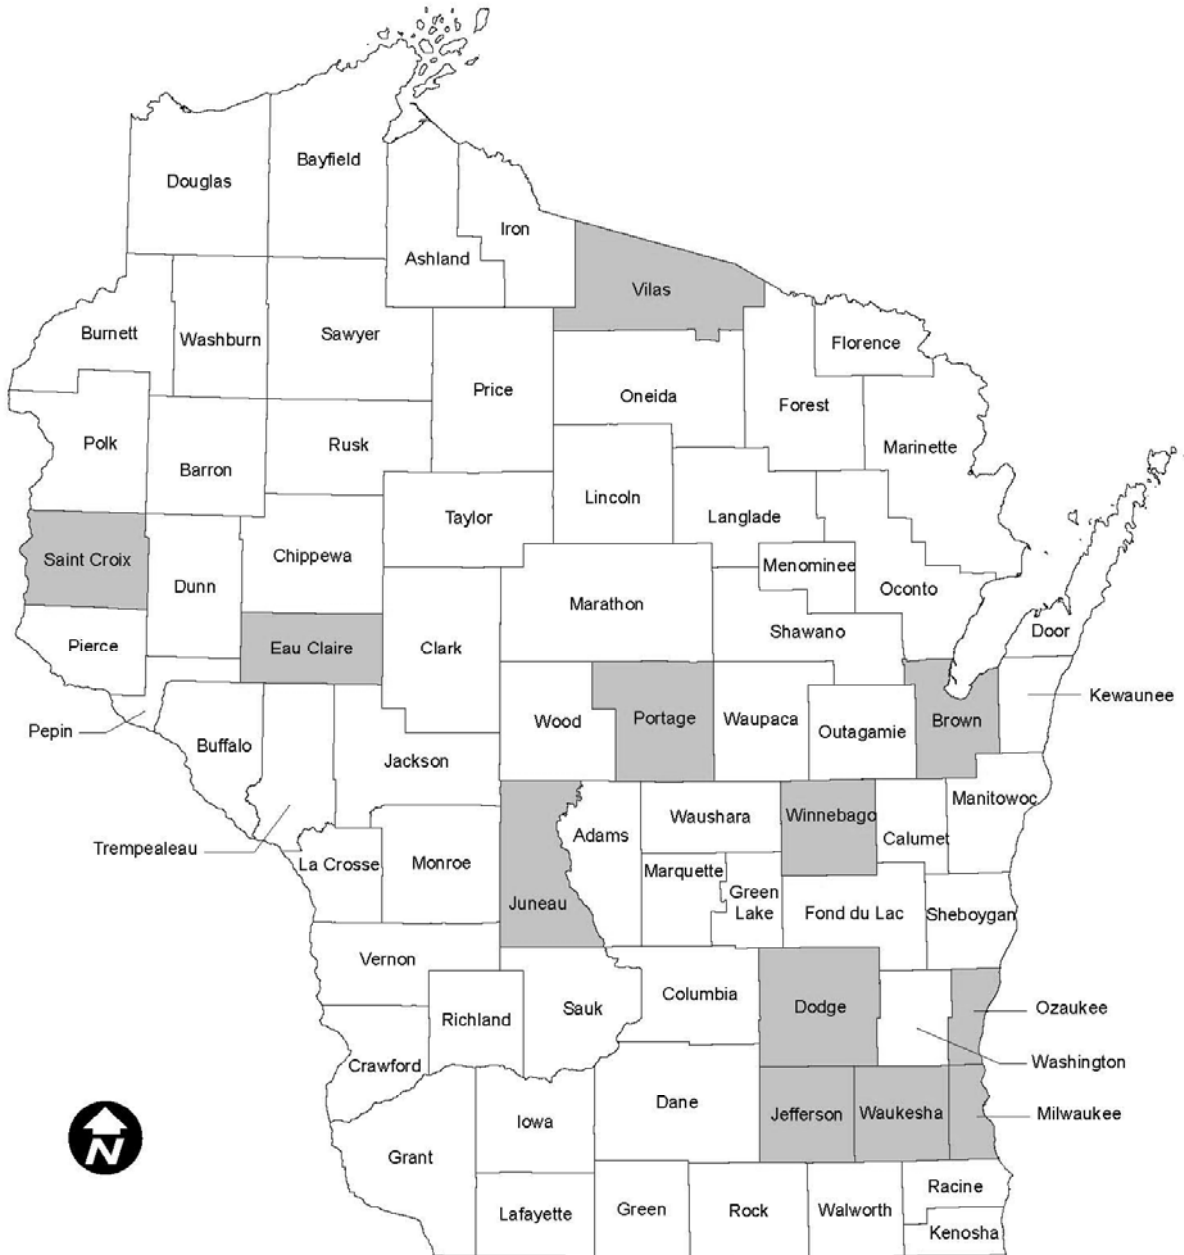 Bayfield
Douglas
Iron
Ashland
Vilas
Burnett
Washburn
Sawyer
Florence
Price
Oneida
Forest
Polk
Rusk
Marinette
Barron
Lincoln
Taylor
Langlade
Saint Croix
Chippewa
Menominee
Dunn
Oconto
Marathon
Pierce
Eau Claire
Clark
Shawano
Door
Kewaunee
Pepin
Wood
Portage
Waupaca
Brown
Outagamie
Buffalo
Jackson
Manitowoc
Trempealeau
Waushara
Winnebago
Adams
Calumet
La Crosse
Monroe
Marquette
Green
Lake
Juneau
Fond du Lac
Sheboygan
Vernon
Columbia
Sauk
Dodge
Ozaukee
Richland
Washington
Crawford
Dane
Jefferson
Waukesha
Milwaukee
Iowa
N
Grant
Racine
Lafayette
Green
Rock
Walworth
Kenosha